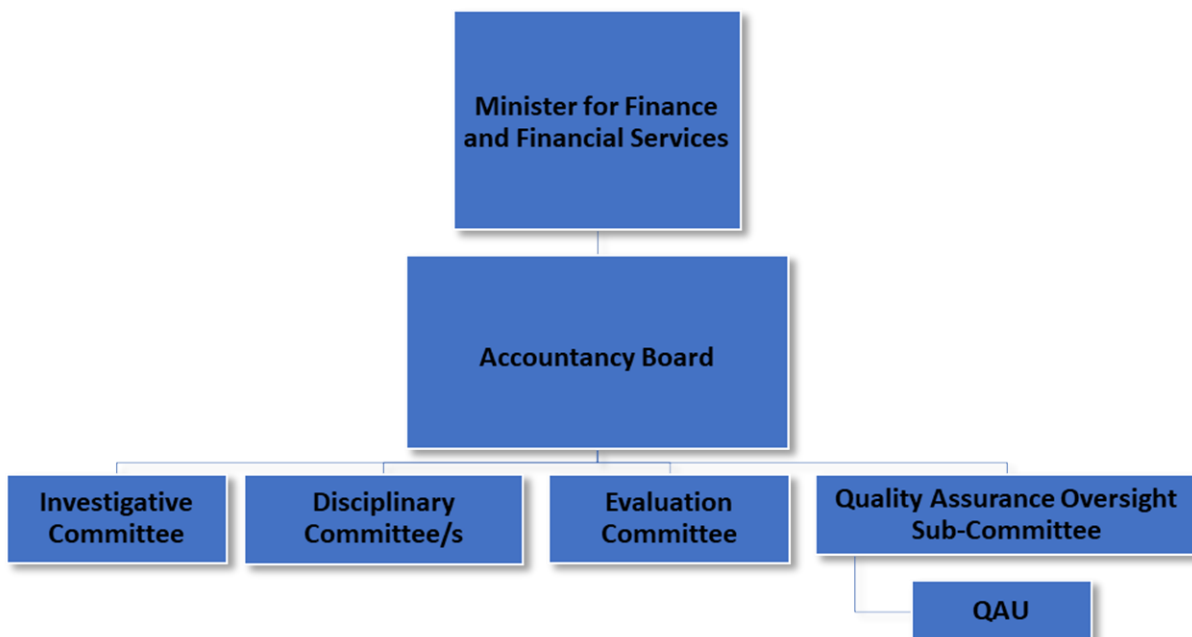 Minister for Finance
and Financial Services
Accountancy Board
Investigative
Committee
Disciplinary
Committee/s
Evaluation
Committee
Quality Assurance Oversight
Sub-Committee
QAU